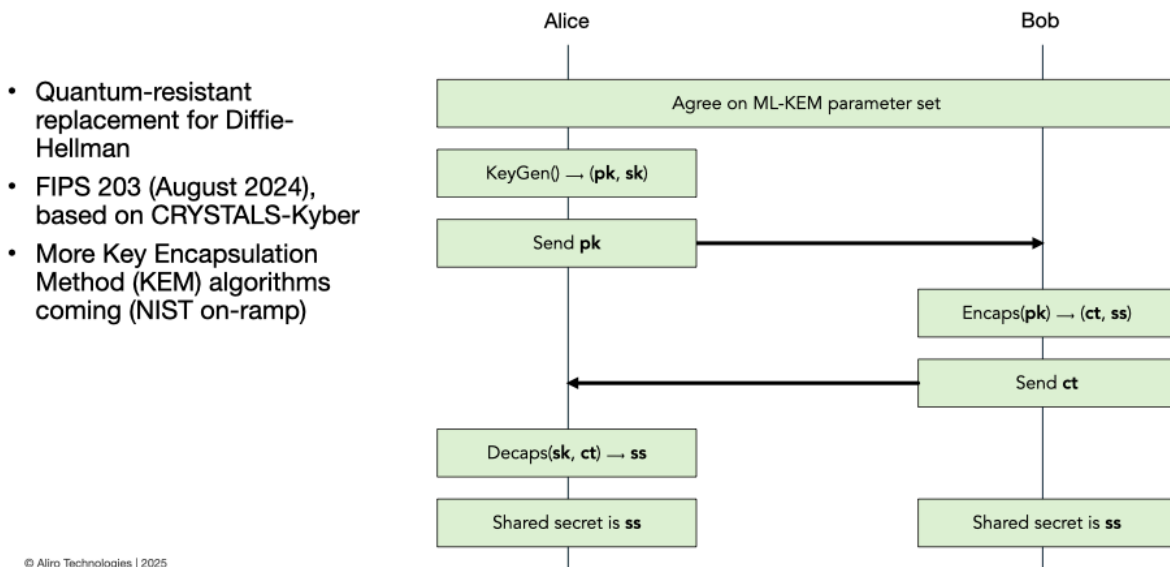 Alice
Bob
• Quantum-resistant
replacement for Diffie-
Hellman
• FIPS 203 (August 2024),
based on CRYSTALS-Kyber
• More Key Encapsulation
Method (KEM) algorithms
coming (NIST on-ramp)
Agree on ML-KEM parameter set
KeyGen() → (pk, sk)
Send pk
Encaps(pk) → (ct, ss)
Send ct
Decaps(sk, ct) → ss
Shared secret is ss
Shared secret is ss
© Aliro Technologies | 2025